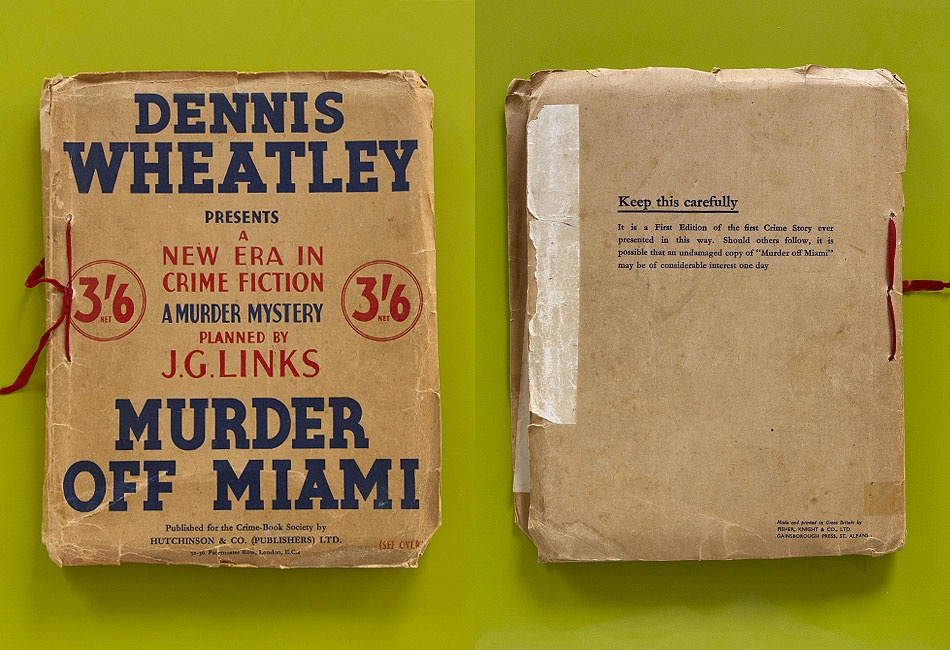 DENNIS
WHEATLEY
PRESENTS
A
NEW ERA IN
CRIME FICTION
3'/6
NET
A MURDER MYSTERY
3'/6
NET
PLANNED BY
J.G. LINKS
MURDER
OFF MIAMI
Published for the Crime-Book Society by
HUTCHINSON & CO. (PUBLISHERS) LTD.
32-36 Paternoster Row, London, E.C.4
(SEE OVER)
Keep this carefully
It is a First Edition of the first Crime Story ever
presented in this way. Should others follow, it is
possible that an undamaged copy of "Murder off Miami"
may be of considerable interest one day
Made and printed in Great Britain by
FISHER, KNIGHT & CO., LTD.
GAINSBOROUGH PRESS, ST. ALBANS